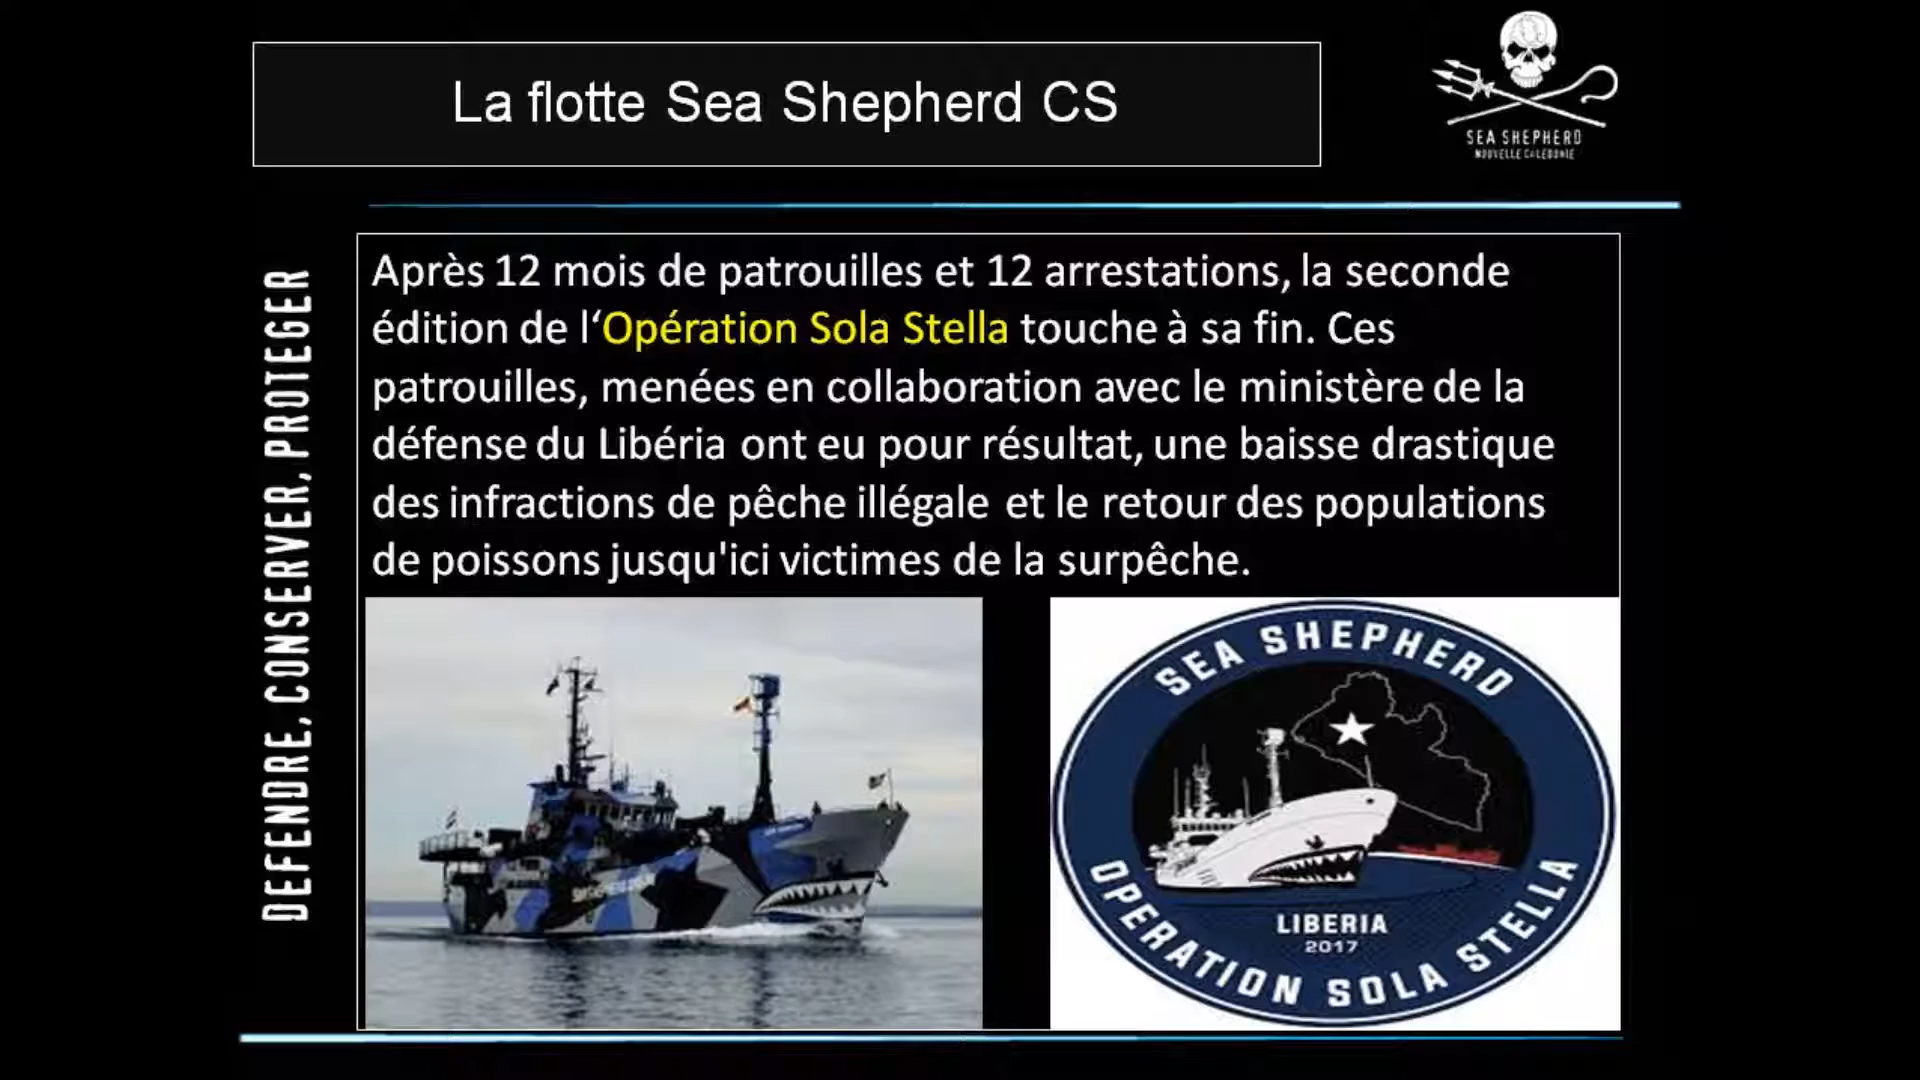 La flotte Sea Shepherd CS
SEA SHEPHERD
NOUVELLE CALEDONIE
DEFENDRE, CONSERVER, PROTEGER
Après 12 mois de patrouilles et 12 arrestations, la seconde
édition de l‘Opération Sola Stella touche à sa fin. Ces
patrouilles, menées en collaboration avec le ministère de la
défense du Libéria ont eu pour résultat, une baisse drastique
des infractions de pêche illégale et le retour des populations
de poissons jusqu'ici victimes de la surpêche.
SEA SHEPHERD
LIBERIA
2017
OPERATION SOLA STELLA